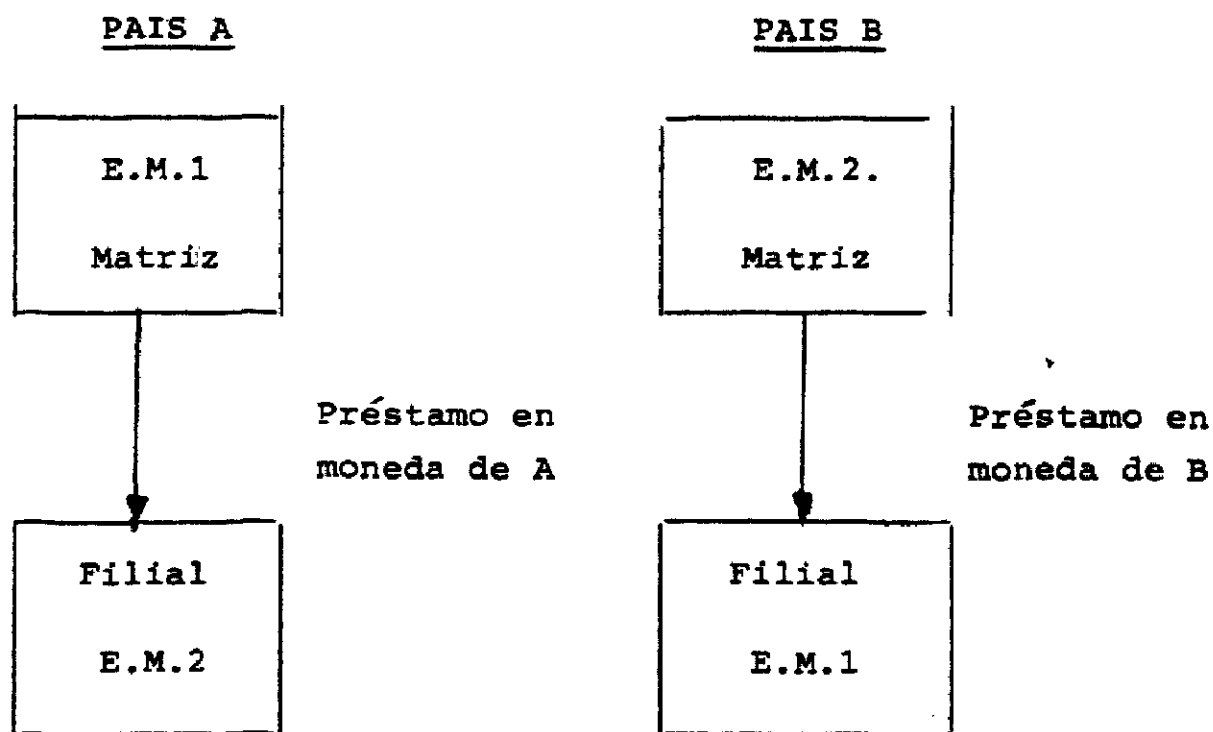 PAIS A
PAIS B
E.M.1
Matriz
E.M.2.
Matriz
Préstamo en
moneda de A
Préstamo en
moneda de B
Filial
E.M.2
Filial
E.M.1